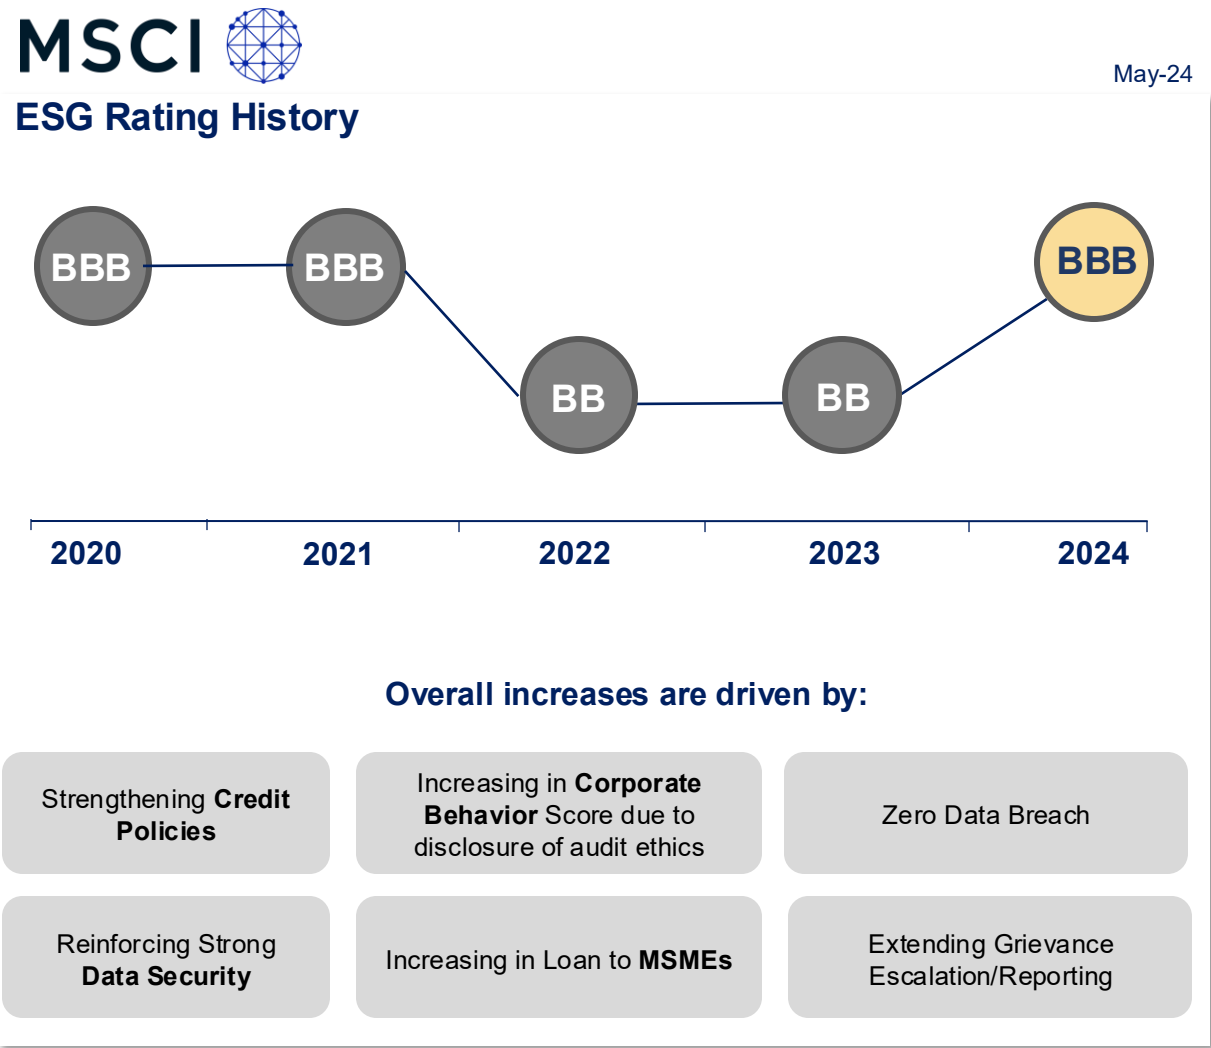 MSCI
May-24
ESG Rating History
BBB
BBB
BB
BB
BBB
2020
2021
2022
2023
2024
Overall increases are driven by:
Strengthening Credit
Policies
Increasing in Corporate
Behavior Score due to
disclosure of audit ethics
Zero Data Breach
Reinforcing Strong
Data Security
Increasing in Loan to MSMEs
Extending Grievance
Escalation/Reporting